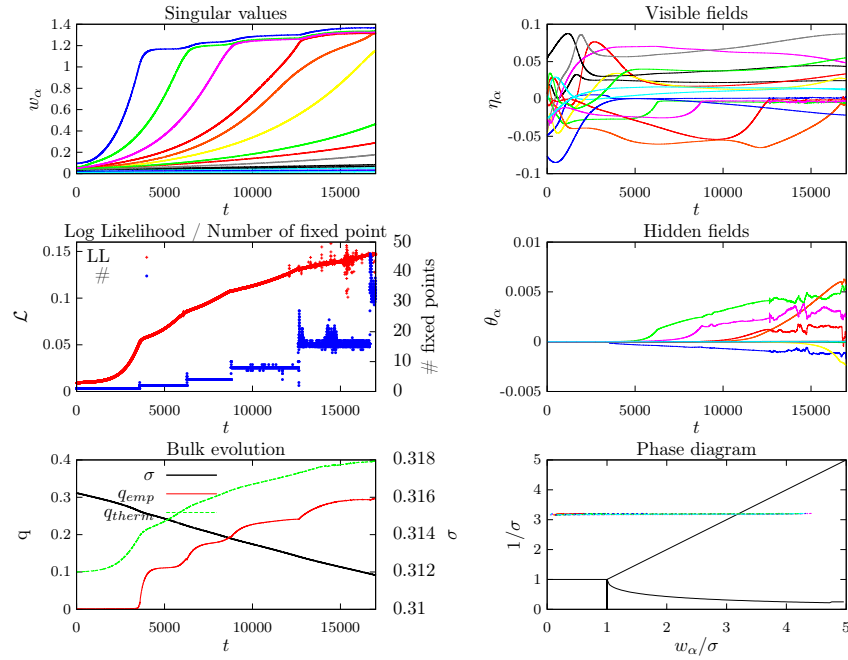 Singular values
1.4
1.2
1
0.8
0.6
0.4
0.2
0
w_α
0 5000 10000 15000
t
Visible fields
0.1
0.05
0
-0.05
-0.1
η_α
0 5000 10000 15000
t
Log Likelihood / Number of fixed point
LL
#
0.15
0.1
0.05
0
ℒ
50
40
30
20
10
0
# fixed points
0 5000 10000 15000
t
Hidden fields
0.01
0.005
0
-0.005
θ_α
0 5000 10000 15000
t
Bulk evolution
σ
q_emp
q_therm
0.4
0.3
0.2
0.1
0
q
0.318
0.316
0.314
0.312
0.31
σ
0 5000 10000 15000
t
Phase diagram
5
4
3
2
1
0
1/σ
0 1 2 3 4 5
w_α/σ